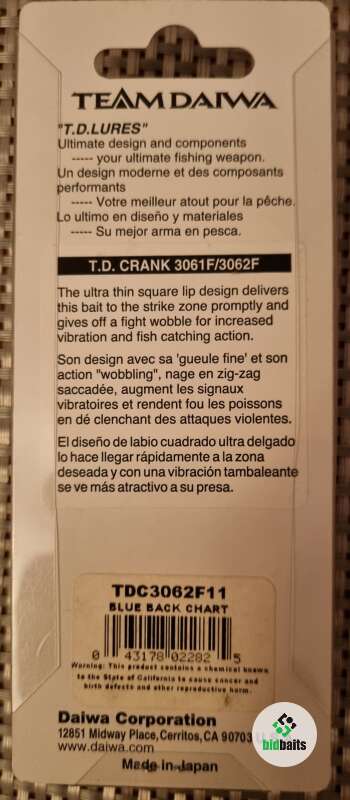 TEAM DAIWA
"T.D.LURES"
Ultimate design and components
----- your ultimate fishing weapon.
Un design moderne et des composants
performants
----- Votre meilleur atout pour la pêche.
Lo ultimo en diseño y materiales
----- Su mejor arma en pesca.
T.D. CRANK 3061F/3062F
The ultra thin square lip design delivers
this bait to the strike zone promptly and
gives off a fight wobble for increased
vibration and fish catching action.
Son design avec sa 'gueule fine' et son
action "wobbling", nage en zig-zag
saccadée, augment les signaux
vibratoires et rendent fou les poissons
en dé clenchant des attaques violentes.
El diseño de labio cuadrado ultra delgado
lo hace llegar rápidamente a la zona
deseada y con una vibración tambaleante
se ve más atractivo a su presa.
TDC3062F11
BLUE BACK CHART
0 43178 02282 5
Warning: This product contains a chemical known
to the State of California to cause cancer and
birth defects and other reproductive harm.
Daiwa Corporation
12851 Midway Place, Cerritos, CA 90703
www.daiwa.com
Made in Japan
bidbaits